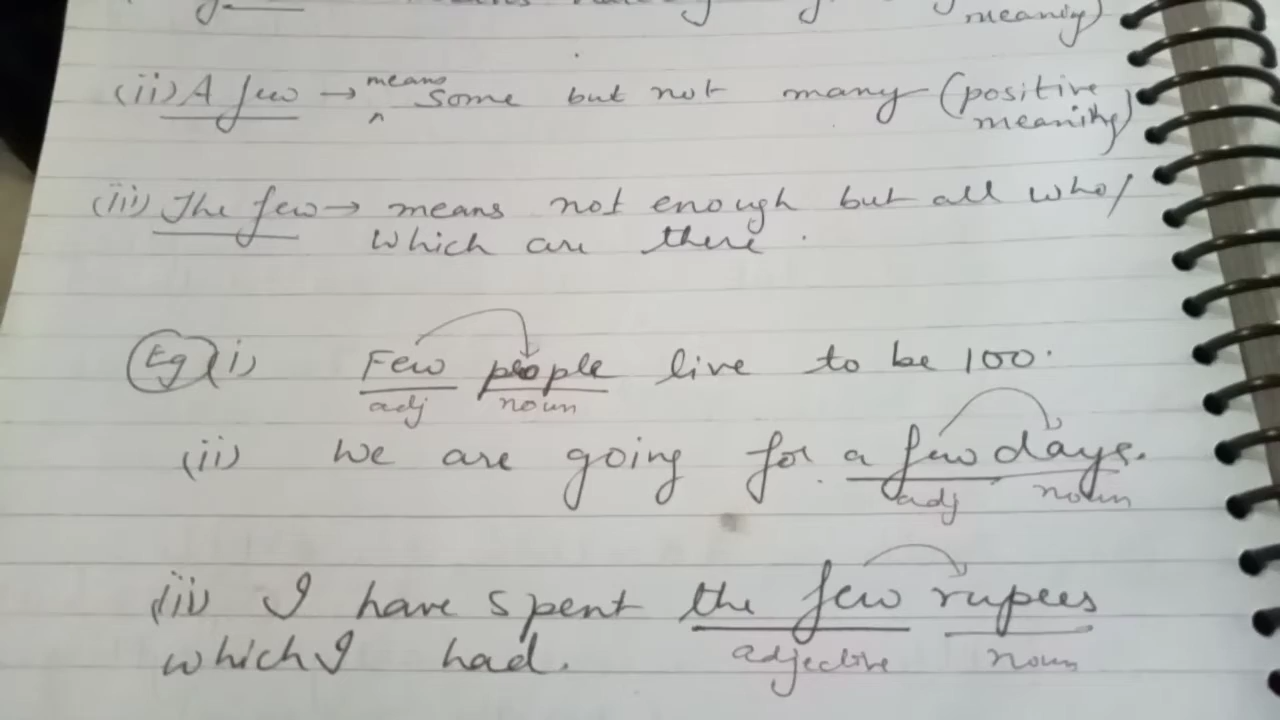 meaning)
(ii) A few → means some but not many (positive
meaning)
(iii) The few → means not enough but all who/
which are there.
Eg (i) Few people live to be 100.
adj noun
(ii) We are going for a few days.
adj noun
(iii) I have spent the few rupees
which I had. adjective noun